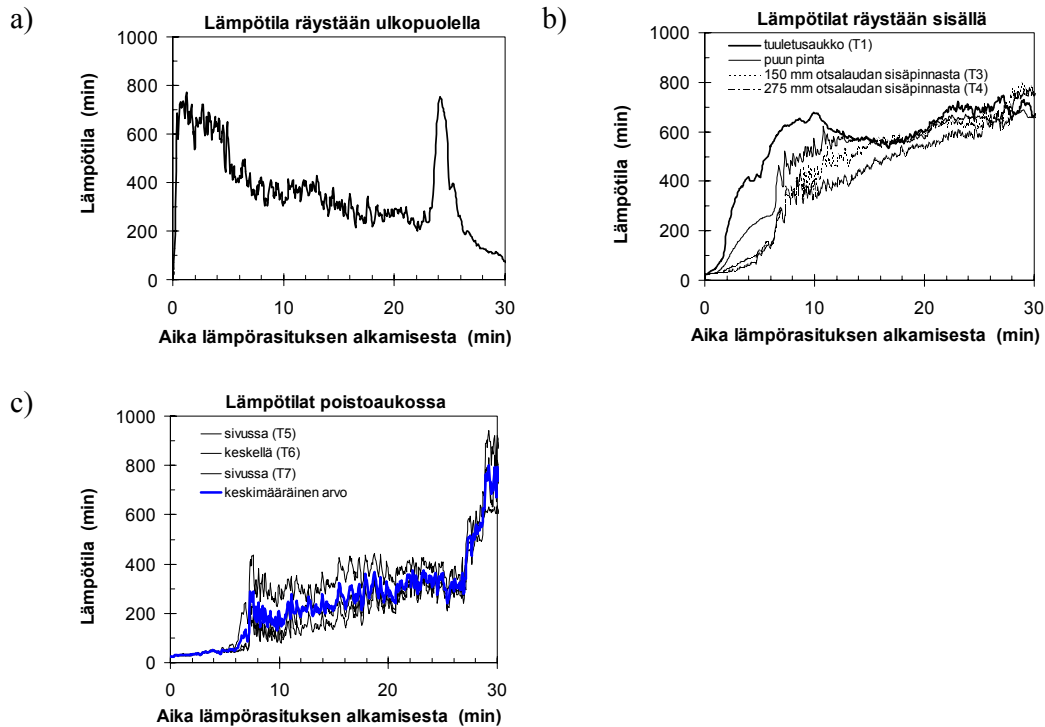 a)
Lämpötila räystään ulkopuolella
1000
800
600
400
200
0
Lämpötila (min)
0 10 20 30
Aika lämpörasituksen alkamisesta (min)
b)
Lämpötilat räystään sisällä
1000
800
600
400
200
0
Lämpötila (min)
tuuletusaukko (T1)
puun pinta
150 mm otsalaudan sisäpinnasta (T3)
275 mm otsalaudan sisäpinnasta (T4)
0 10 20 30
Aika lämpörasituksen alkamisesta (min)
c)
Lämpötilat poistoaukossa
1000
800
600
400
200
0
Lämpötila (min)
sivussa (T5)
keskellä (T6)
sivussa (T7)
keskimääräinen arvo
0 10 20 30
Aika lämpörasituksen alkamisesta (min)